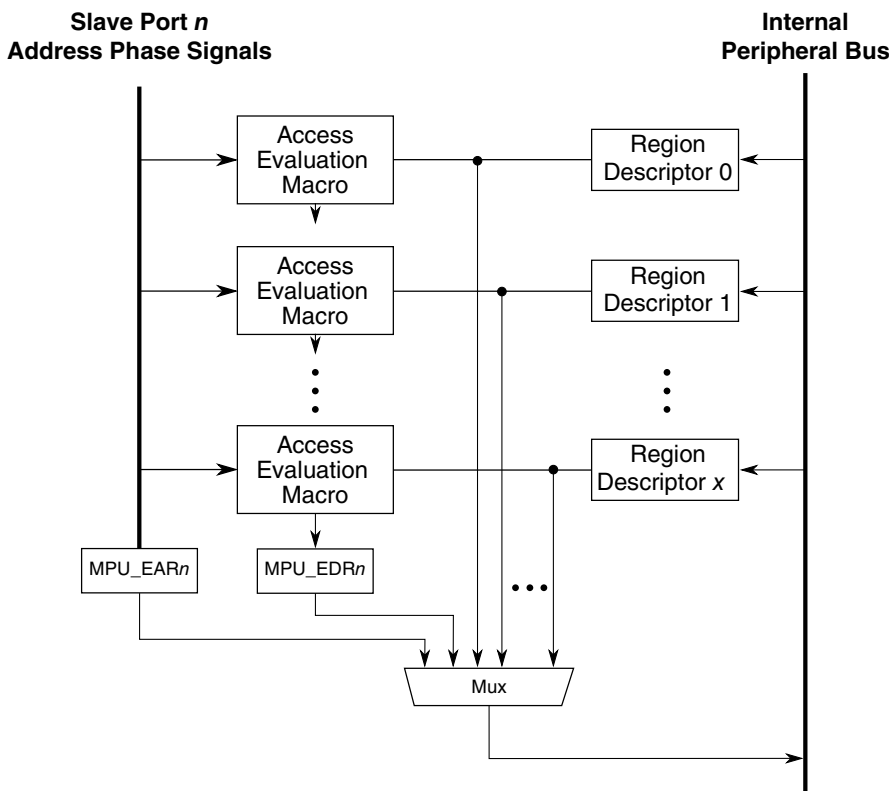 Slave Port n
Address Phase Signals
Internal
Peripheral Bus
Access
Evaluation
Macro
Region
Descriptor 0
Access
Evaluation
Macro
Region
Descriptor 1
Access
Evaluation
Macro
Region
Descriptor x
MPU_EARn
MPU_EDRn
Mux